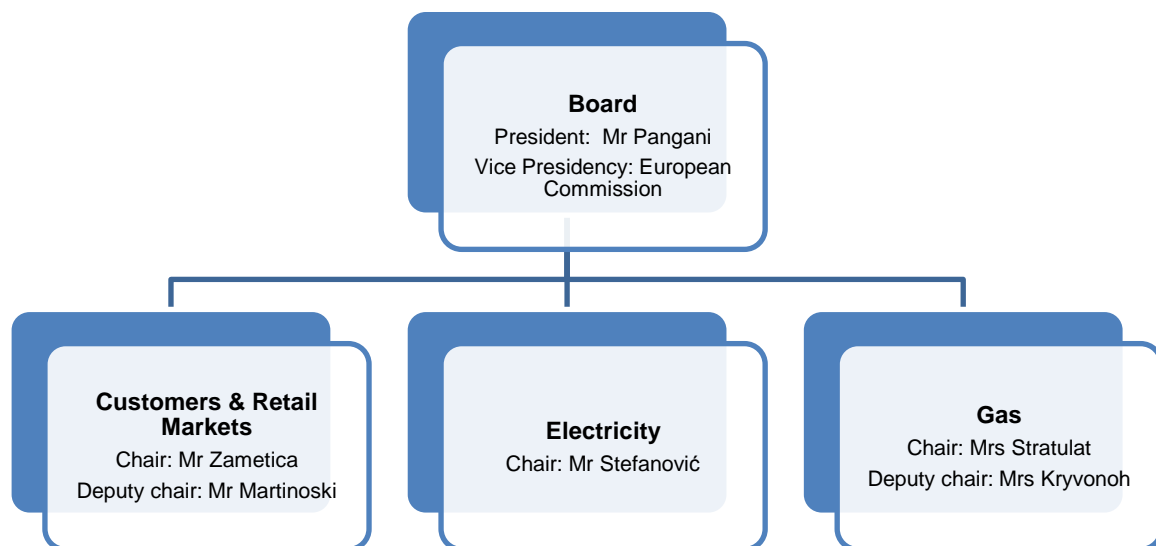 Board
President: Mr Pangani
Vice Presidency: European
Commission
Customers & Retail
Markets
Chair: Mr Zametica
Deputy chair: Mr Martinoski
Electricity
Chair: Mr Stefanović
Gas
Chair: Mrs Stratulat
Deputy chair: Mrs Kryvonoh